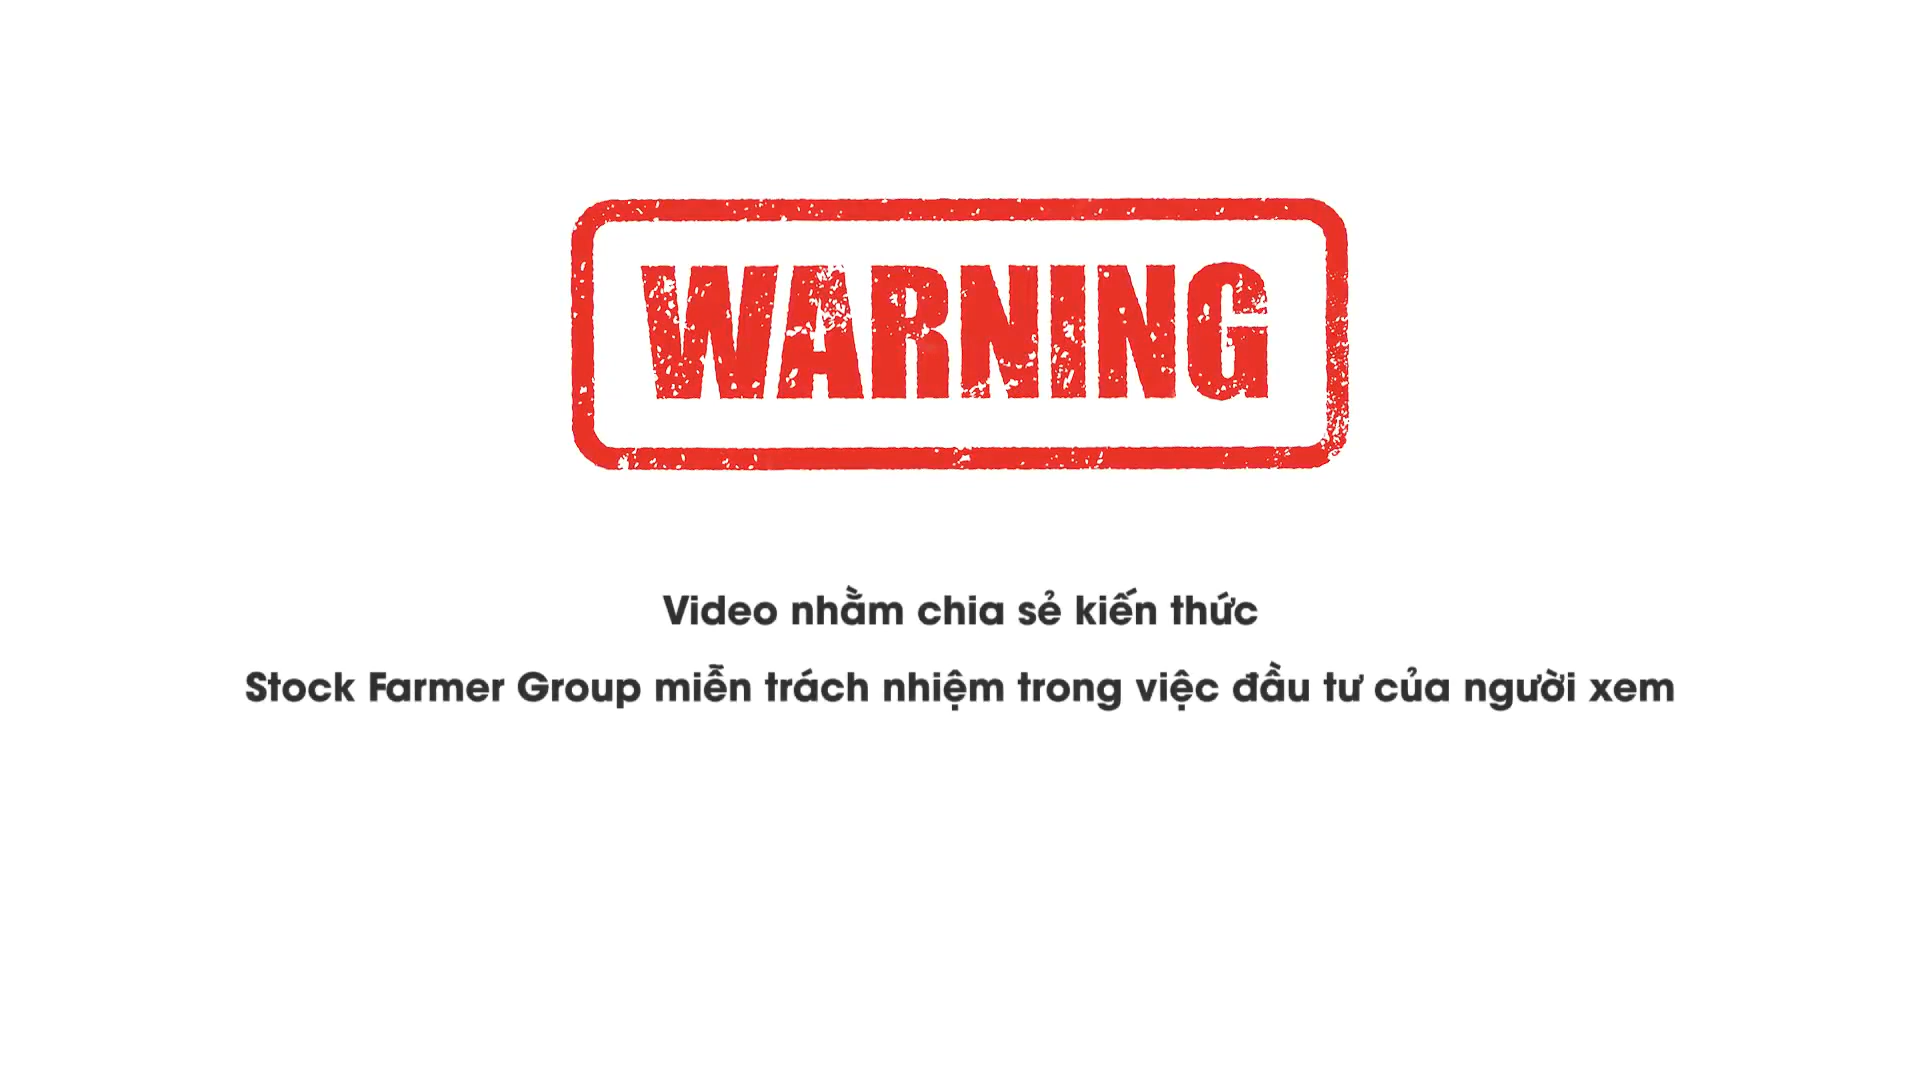 WARNING
Video nhằm chia sẻ kiến thức
Stock Farmer Group miễn trách nhiệm trong việc đầu tư của người xem